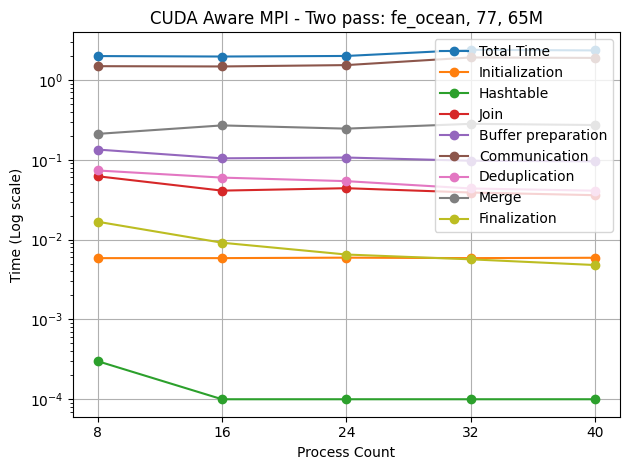 CUDA Aware MPI - Two pass: fe_ocean, 77, 65M
Total Time
Initialization
Hashtable
Join
Buffer preparation
Communication
Deduplication
Merge
Finalization
Time (Log scale)
10⁰
10⁻¹
10⁻²
10⁻³
10⁻⁴
8 16 24 32 40
Process Count